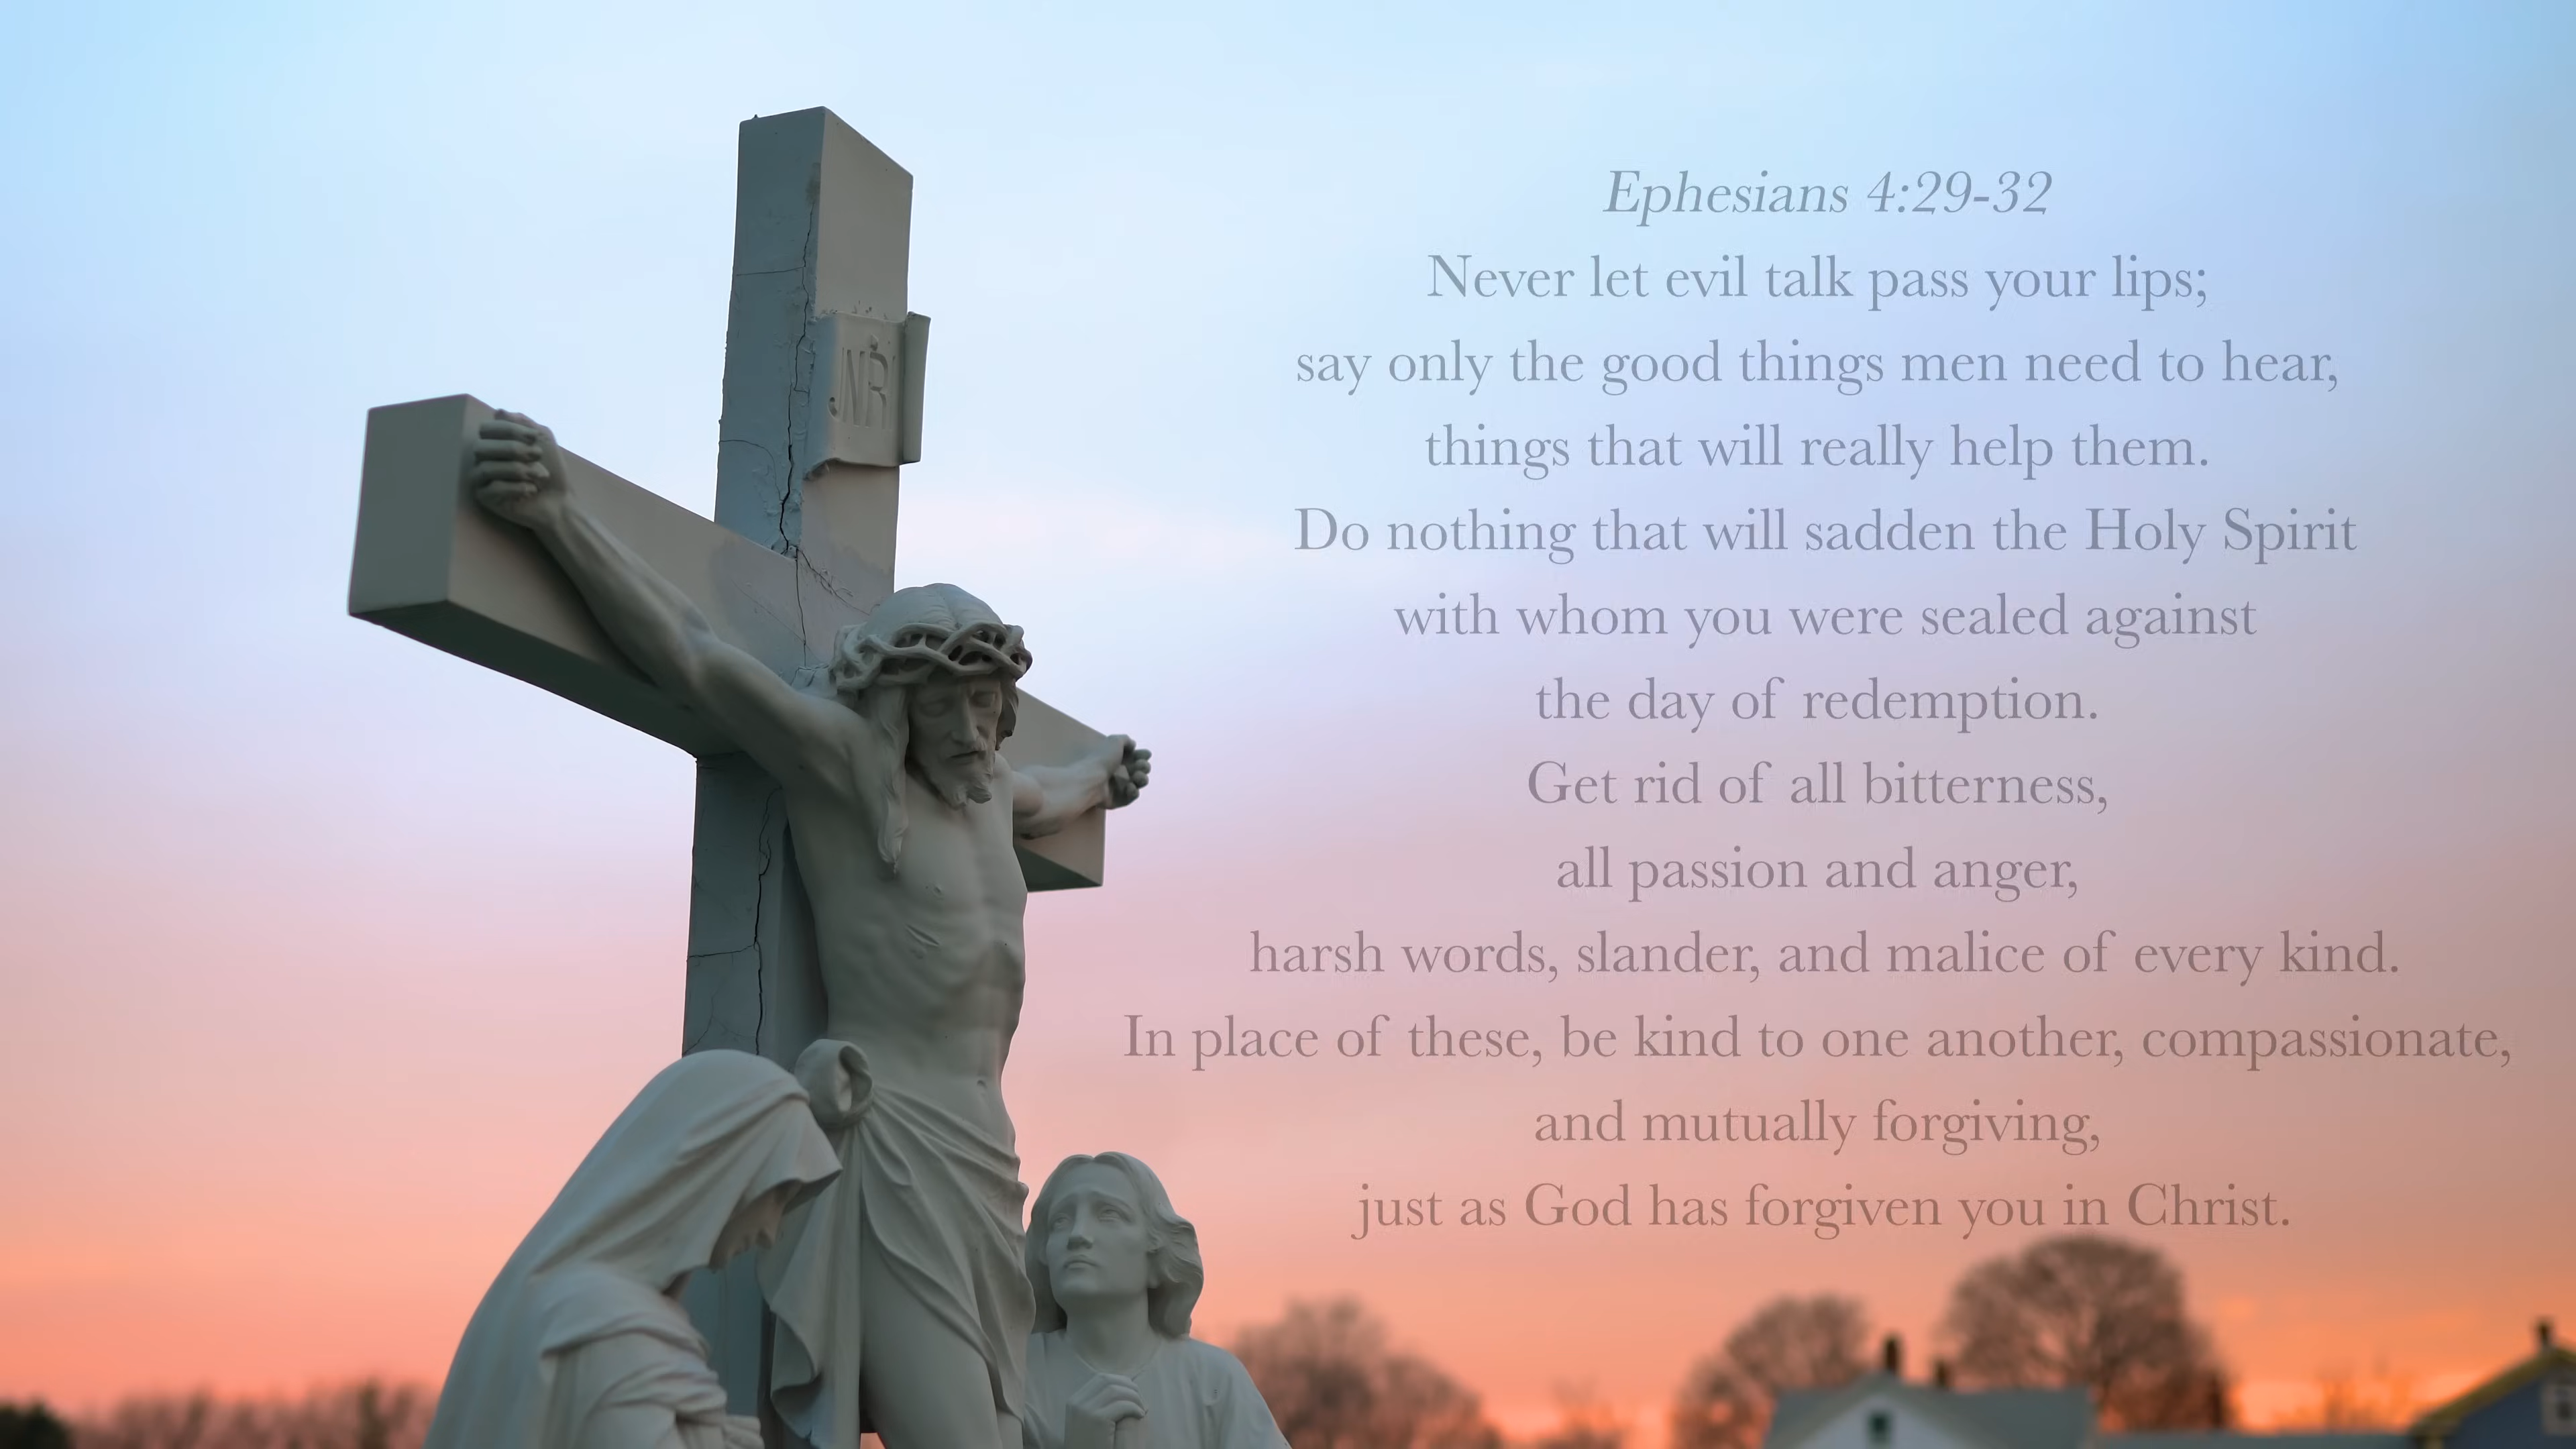 JNRI
Ephesians 4:29-32
Never let evil talk pass your lips;
say only the good things men need to hear,
things that will really help them.
Do nothing that will sadden the Holy Spirit
with whom you were sealed against
the day of redemption.
Get rid of all bitterness,
all passion and anger,
harsh words, slander, and malice of every kind.
In place of these, be kind to one another, compassionate,
and mutually forgiving,
just as God has forgiven you in Christ.